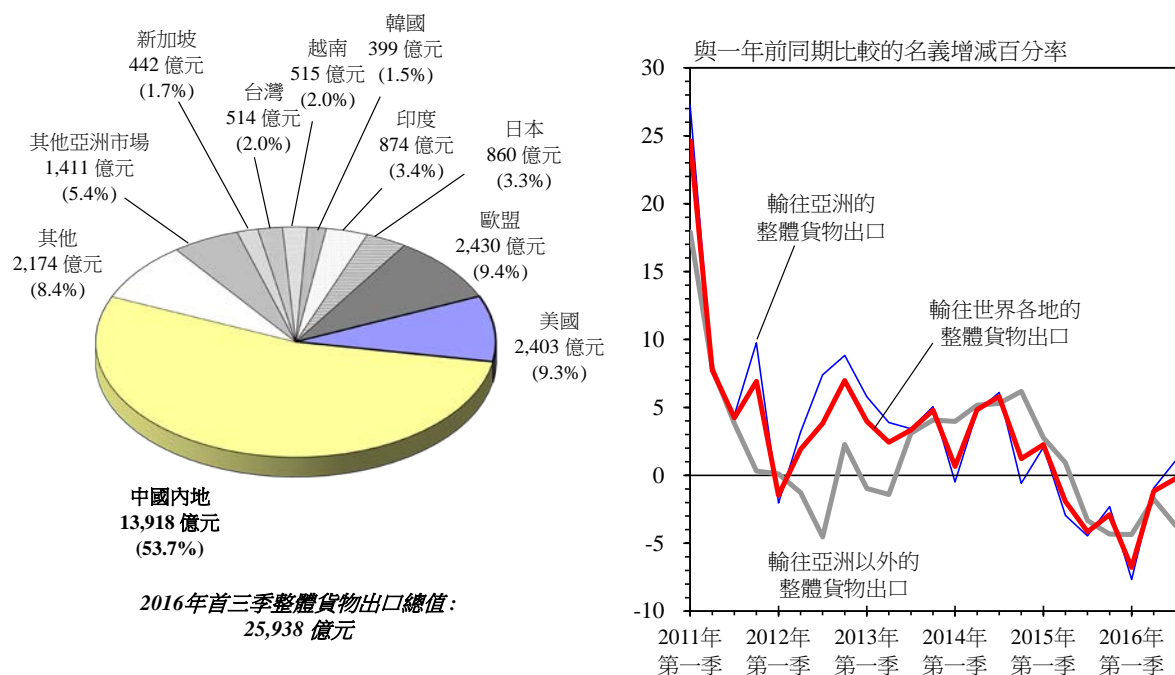 韓國
399 億元
(1.5%)
新加坡
442 億元
(1.7%)
越南
515 億元
(2.0%)
台灣
514 億元
(2.0%)
印度
874 億元
(3.4%)
日本
860 億元
(3.3%)
其他亞洲市場
1,411 億元
(5.4%)
歐盟
2,430 億元
(9.4%)
其他
2,174 億元
(8.4%)
美國
2,403 億元
(9.3%)
中國內地
13,918 億元
(53.7%)
2016年首三季整體貨物出口總值 :
25,938 億元
與一年前同期比較的名義增減百分率
30
25
20
15
10
5
0
-5
-10
輸往亞洲的
整體貨物出口
輸往世界各地的
整體貨物出口
輸往亞洲以外的
整體貨物出口
2011年
第一季
2012年
第一季
2013年
第一季
2014年
第一季
2015年
第一季
2016年
第一季